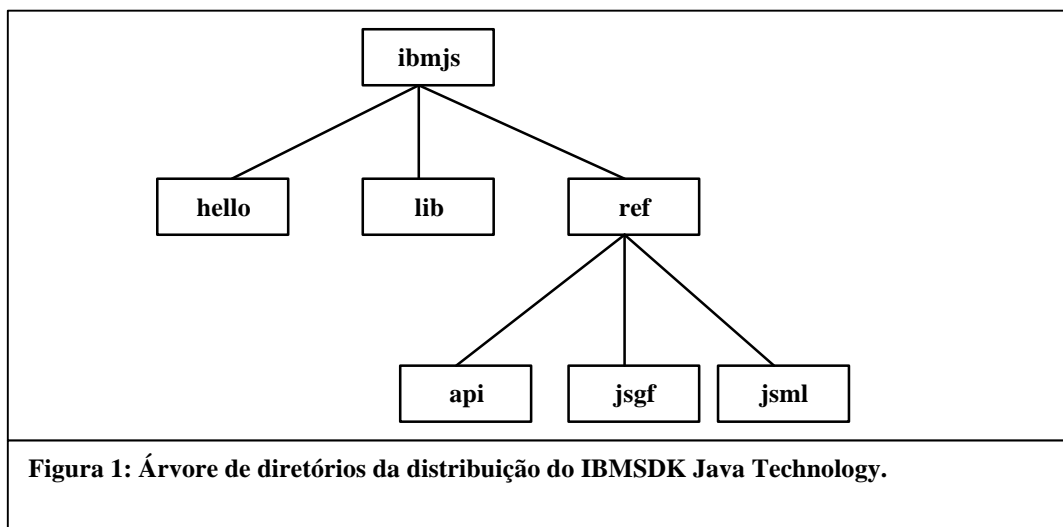 ibmjs
hello lib ref
api jsgf jsml
Figura 1: Árvore de diretórios da distribuição do IBMSDK Java Technology.